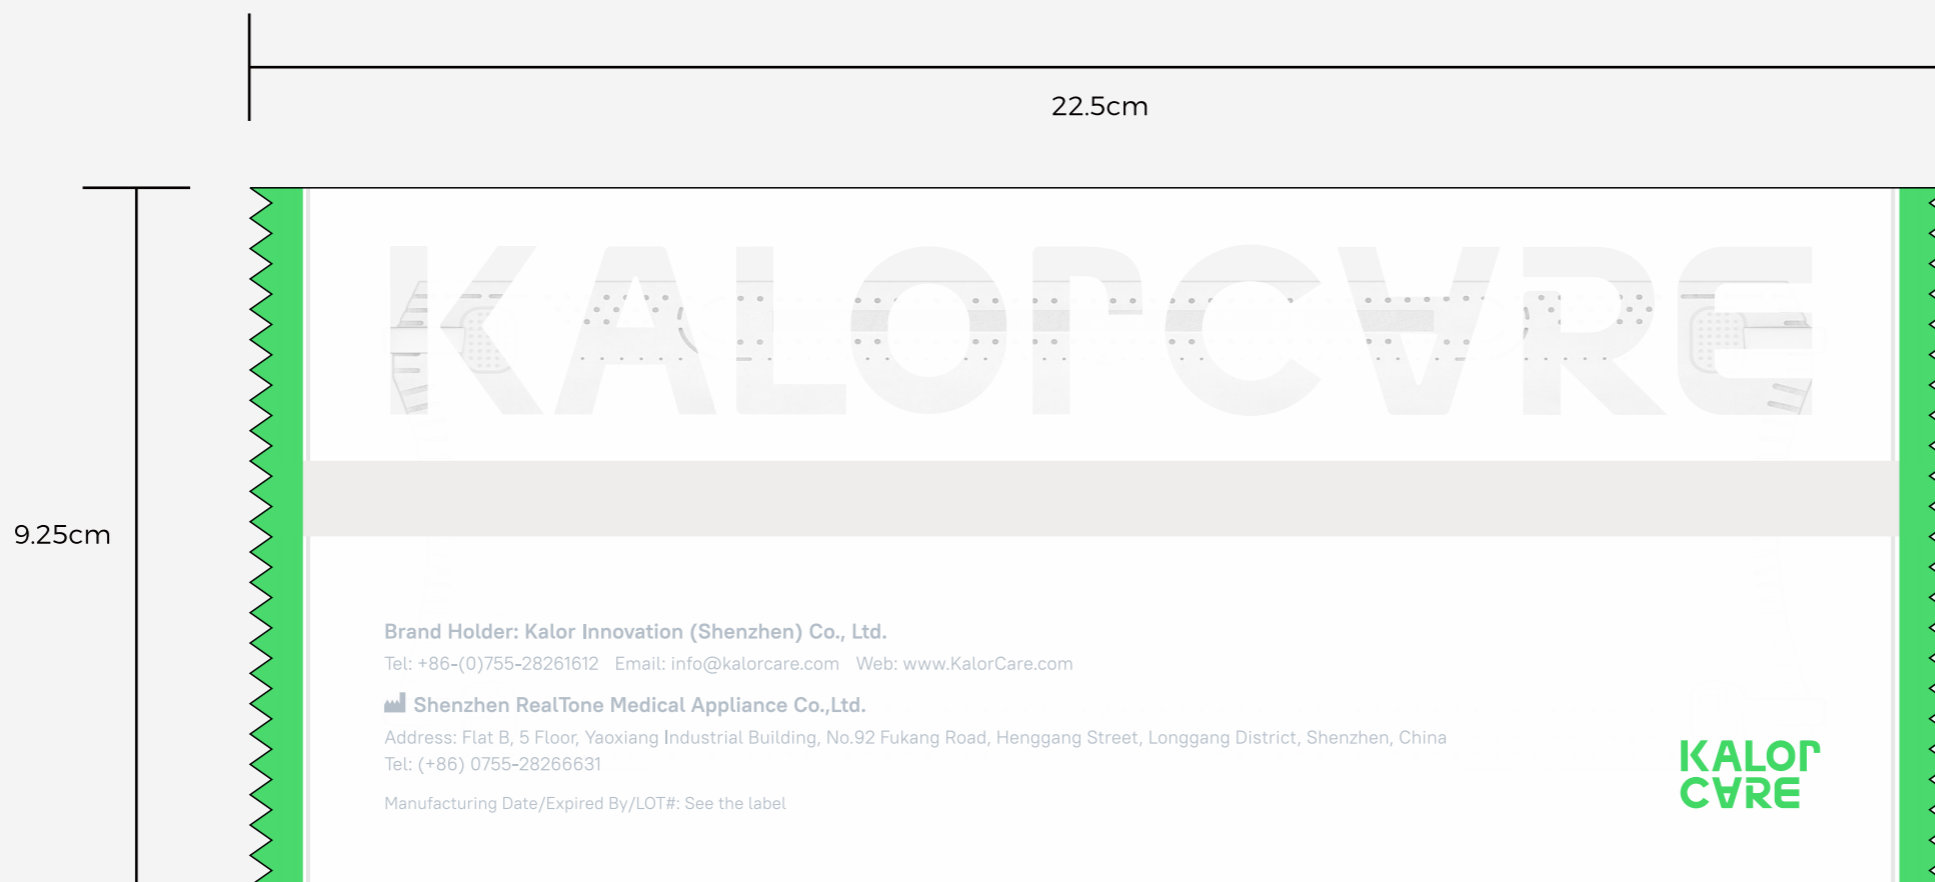 22.5cm
KALOrCARE
9.25cm
Brand Holder: Kalor Innovation (Shenzhen) Co., Ltd.
Tel: +86-(0)755-28261612 Email: info@kalorcare.com Web: www.KalorCare.com
Shenzhen RealTone Medical Appliance Co.,Ltd.
Address: Flat B, 5 Floor, Yaoxiang Industrial Building, No.92 Fukang Road, Henggang Street, Longgang District, Shenzhen, China
Tel: (+86) 0755-28266631
Manufacturing Date/Expired By/LOT#: See the label
KALOr
CARE